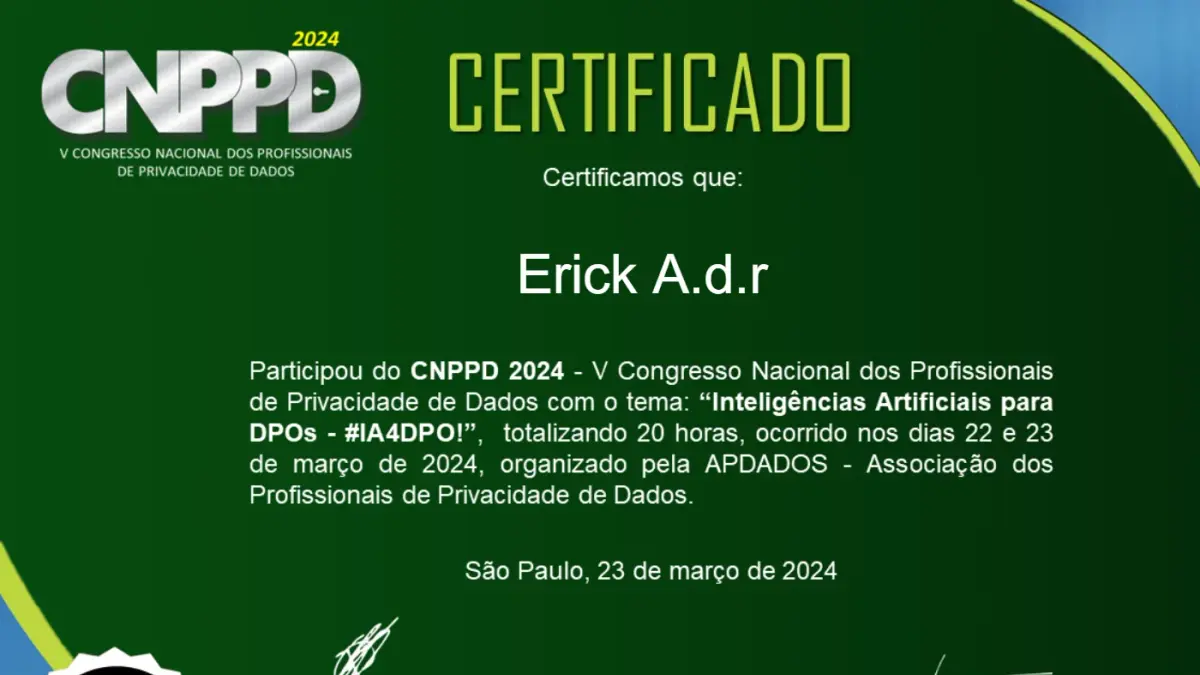 2024
CNPPD
V CONGRESSO NACIONAL DOS PROFISSIONAIS
DE PRIVACIDADE DE DADOS
CERTIFICADO
Certificamos que:
Erick A.d.r
Participou do CNPPD 2024 - V Congresso Nacional dos Profissionais
de Privacidade de Dados com o tema: “Inteligências Artificiais para
DPOs - #IA4DPO!”, totalizando 20 horas, ocorrido nos dias 22 e 23
de março de 2024, organizado pela APDADOS - Associação dos
Profissionais de Privacidade de Dados.
São Paulo, 23 de março de 2024